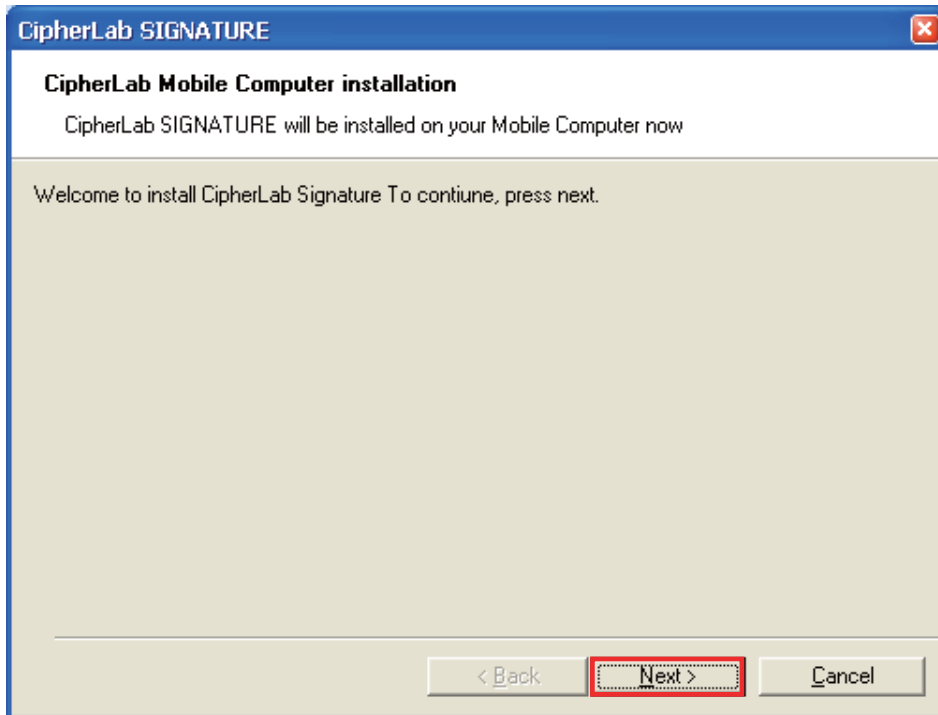 CipherLab SIGNATURE
CipherLab Mobile Computer installation
CipherLab SIGNATURE will be installed on your Mobile Computer now
Welcome to install CipherLab Signature To contiune, press next.
< Back Next > Cancel